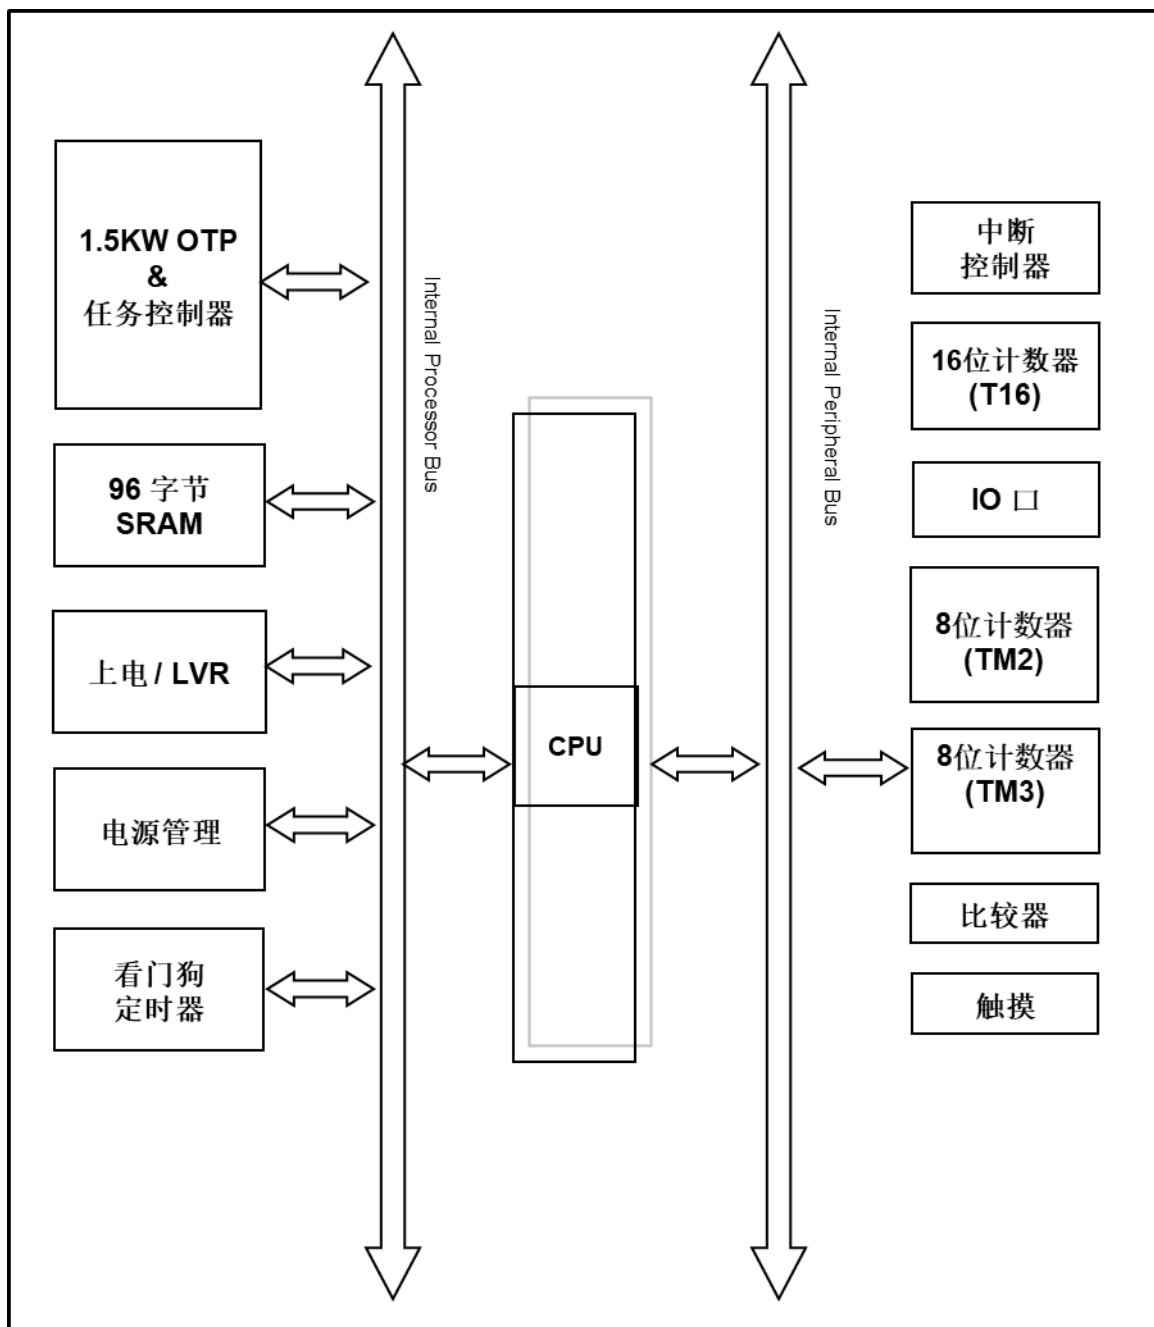 1.5KW OTP
&
任务控制器
96 字节
SRAM
上电 / LVR
电源管理
看门狗
定时器
Internal Processor Bus
CPU
Internal Peripheral Bus
中断
控制器
16位计数器
(T16)
IO 口
8位计数器
(TM2)
8位计数器
(TM3)
比较器
触摸